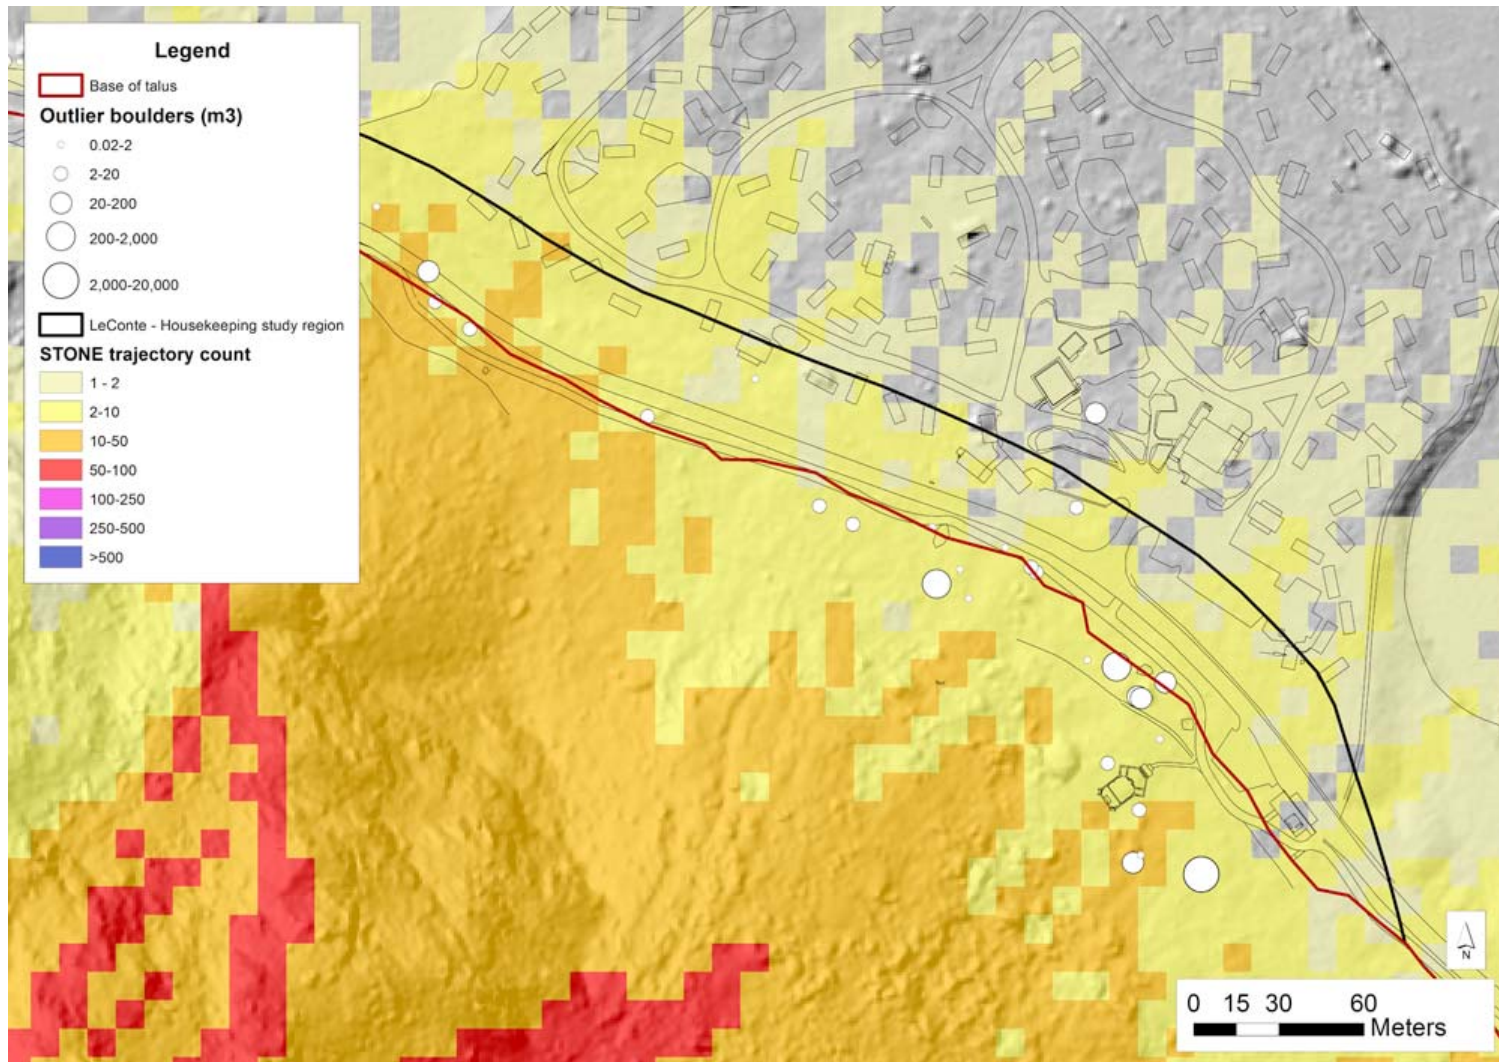 Legend
Base of talus
Outlier boulders (m3)
0.02-2
2-20
20-200
200-2,000
2,000-20,000
LeConte - Housekeeping study region
STONE trajectory count
1 - 2
2-10
10-50
50-100
100-250
250-500
>500
N
0 15 30 60
Meters